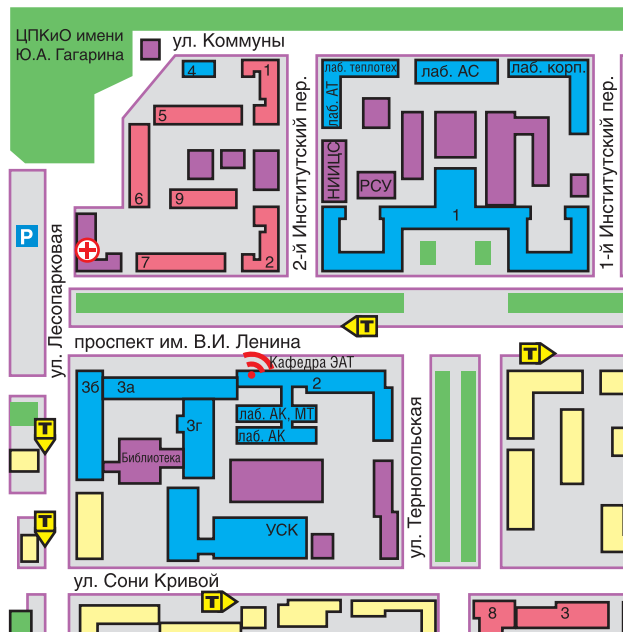 ЦПКиО имени
Ю.А. Гагарина
ул. Коммуны
4
1
5
6
9
7
2
2-й Институтский пер.
лаб. теплотех
лаб. АС
лаб. корп.
лаб. АТ
НИИЦС
РСУ
1
1-й Институтский пер.
P
ул. Лесопарковая
T
проспект им. В.И. Ленина
Кафедра ЭАТ
T
3б
3а
2
3г
лаб. АК, МТ
лаб. АК
Библиотека
T
УСК
T
ул. Тернопольская
ул. Сони Кривой
T
8
3